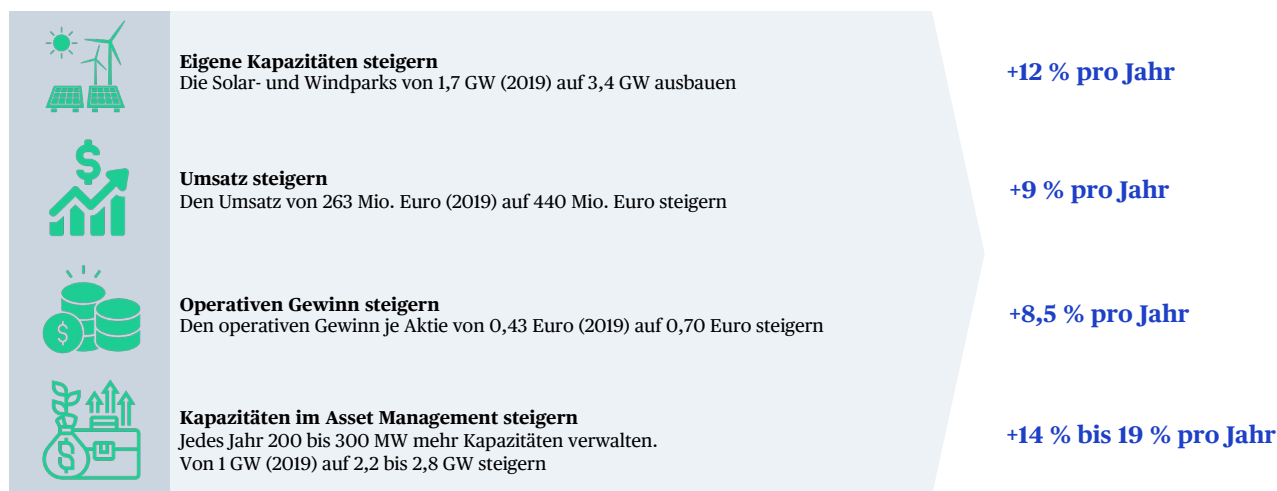 Eigene Kapazitäten steigern
Die Solar- und Windparks von 1,7 GW (2019) auf 3,4 GW ausbauen
+12 % pro Jahr
Umsatz steigern
Den Umsatz von 263 Mio. Euro (2019) auf 440 Mio. Euro steigern
+9 % pro Jahr
Operativen Gewinn steigern
Den operativen Gewinn je Aktie von 0,43 Euro (2019) auf 0,70 Euro steigern
+8,5 % pro Jahr
Kapazitäten im Asset Management steigern
Jedes Jahr 200 bis 300 MW mehr Kapazitäten verwalten.
Von 1 GW (2019) auf 2,2 bis 2,8 GW steigern
+14 % bis 19 % pro Jahr